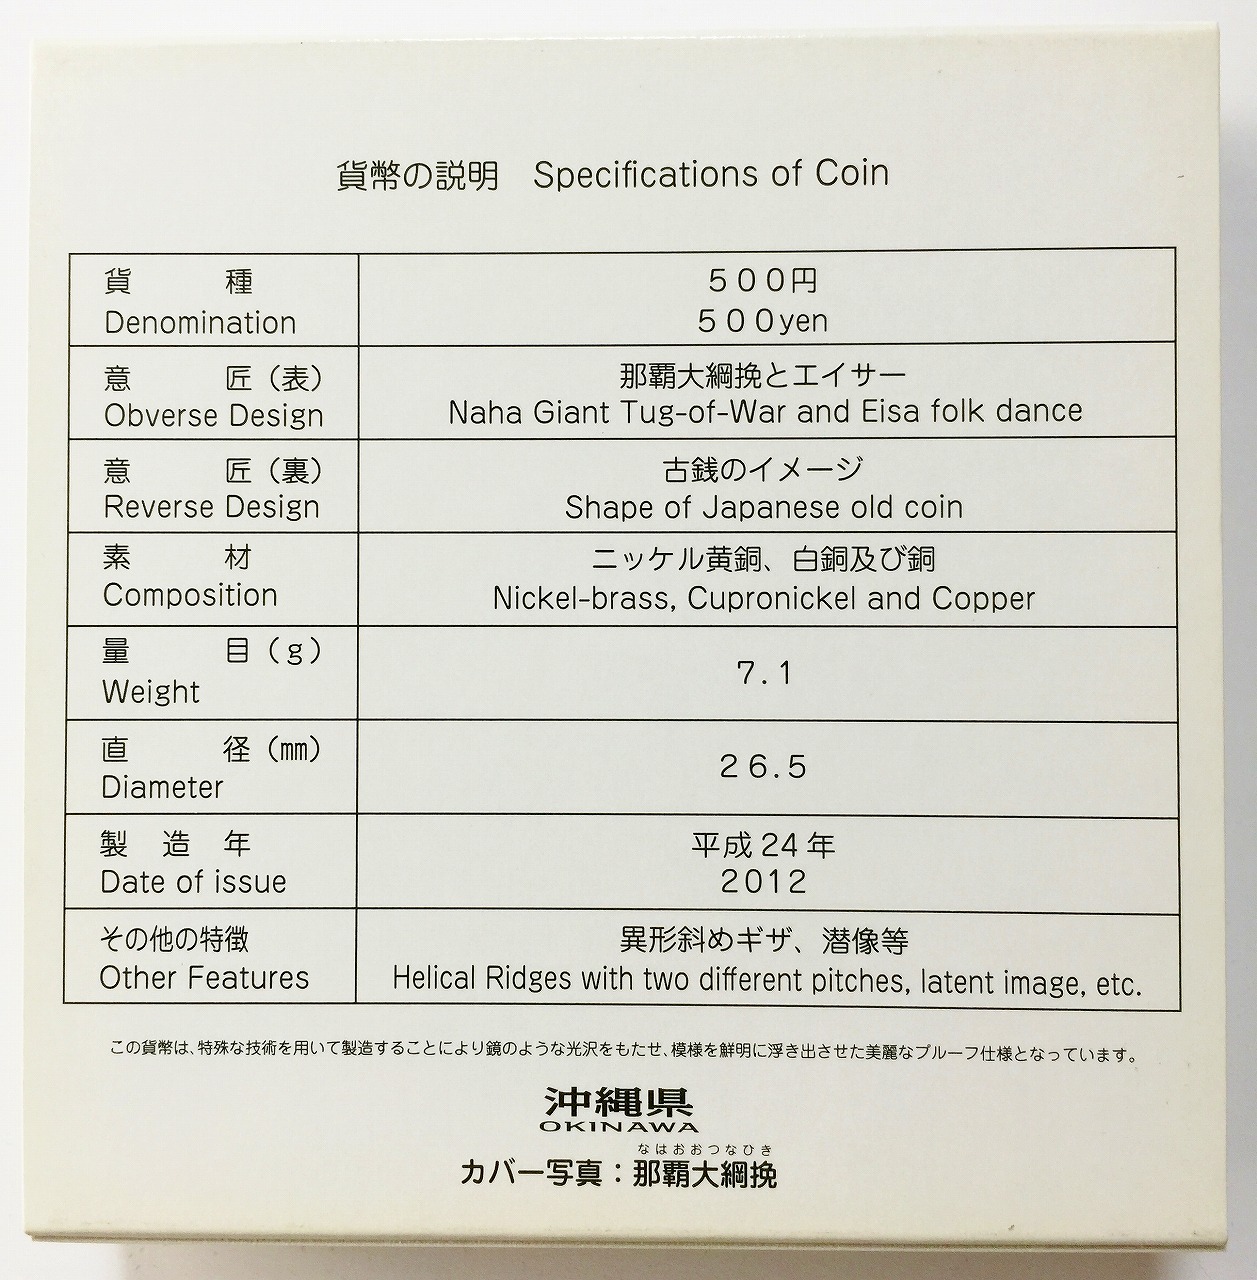 貨幣の説明 Specifications of Coin
貨種 500円
Denomination 500yen
意匠（表） 那覇大綱挽とエイサー
Obverse Design Naha Giant Tug-of-War and Eisa folk dance
意匠（裏） 古銭のイメージ
Reverse Design Shape of Japanese old coin
素材 ニッケル黄銅、白銅及び銅
Composition Nickel-brass, Cupronickel and Copper
量目（g）
Weight 7.1
直径（㎜）
Diameter 26.5
製造年 平成24年
Date of issue 2012
その他の特徴 異形斜めギザ、潜像等
Other Features Helical Ridges with two different pitches, latent image, etc.
この貨幣は、特殊な技術を用いて製造することにより鏡のような光沢をもたせ、模様を鮮明に浮き出させた美麗なプルーフ仕様となっています。
沖縄県
OKINAWA
なはおおつなひき
カバー写真：那覇大綱挽